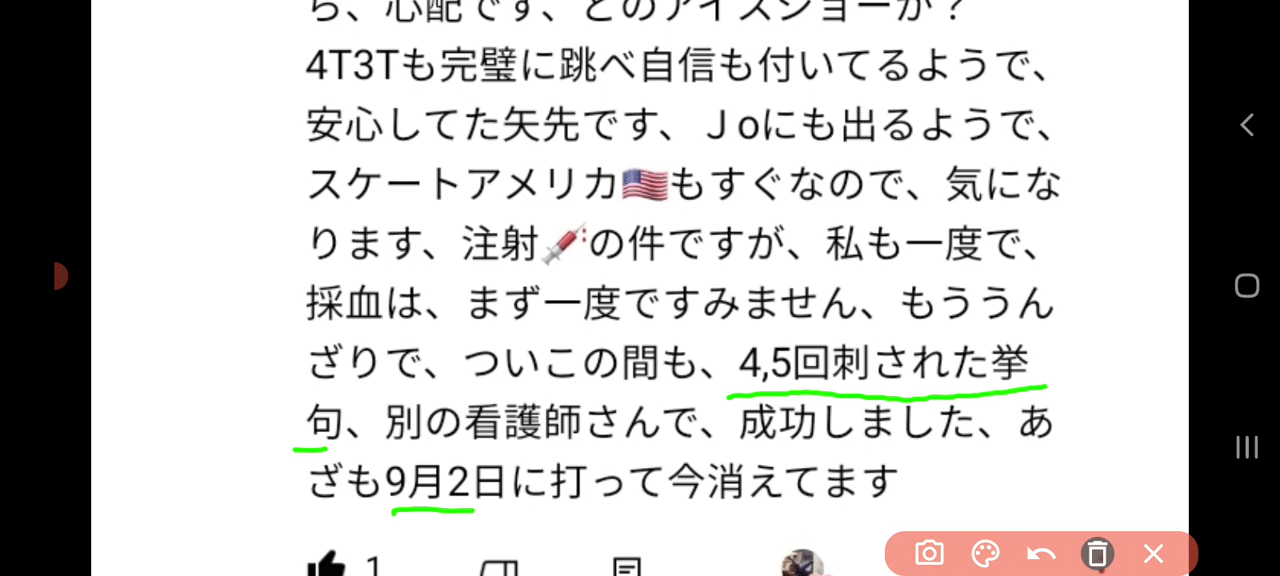 ら、心配です、どのアイスショーか？
4T3Tも完璧に跳べ自信も付いてるようで、
安心してた矢先です、Ｊoにも出るようで、
スケートアメリカ🇺🇸もすぐなので、気にな
ります、注射💉の件ですが、私も一度で、
採血は、まず一度ですみません、もううん
ざりで、ついこの間も、4,5回刺された挙
句、別の看護師さんで、成功しました、あ
ざも9月2日に打って今消えてます
1